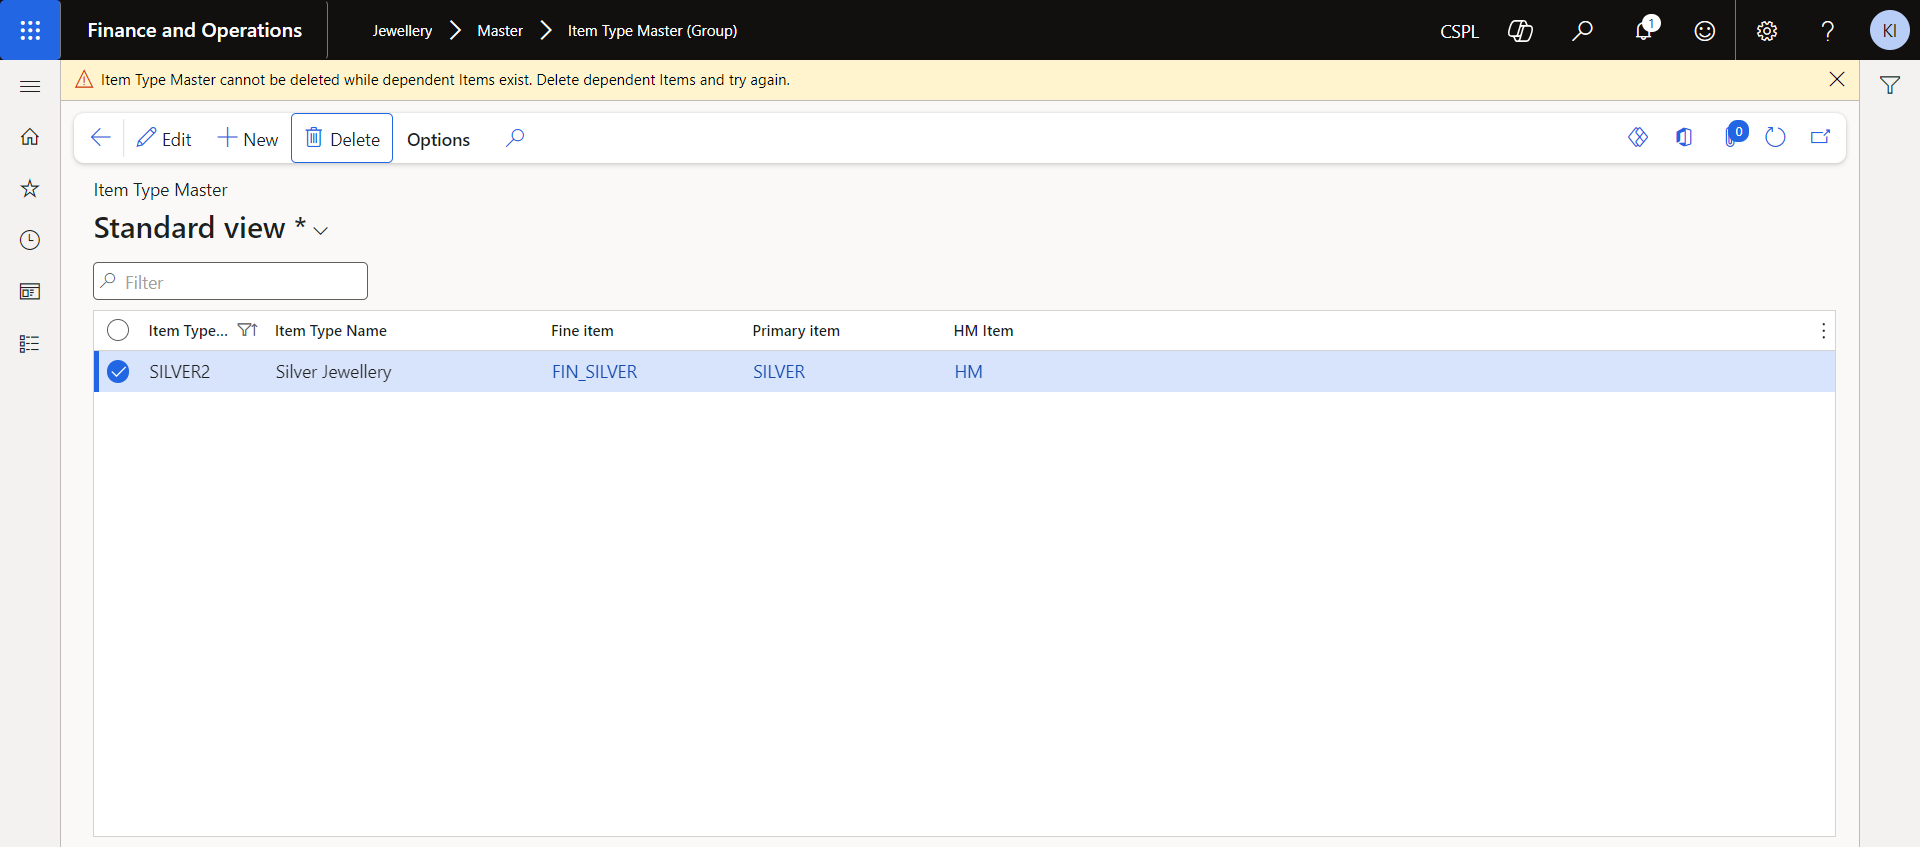 Finance and Operations
Jewellery Master Item Type Master (Group)
CSPL
1
KI
Item Type Master cannot be deleted while dependent Items exist. Delete dependent Items and try again.
Edit New Delete Options
0
Item Type Master
Standard view *
Filter
Item Type... Item Type Name Fine item Primary item HM Item
SILVER2 Silver Jewellery FIN_SILVER SILVER HM